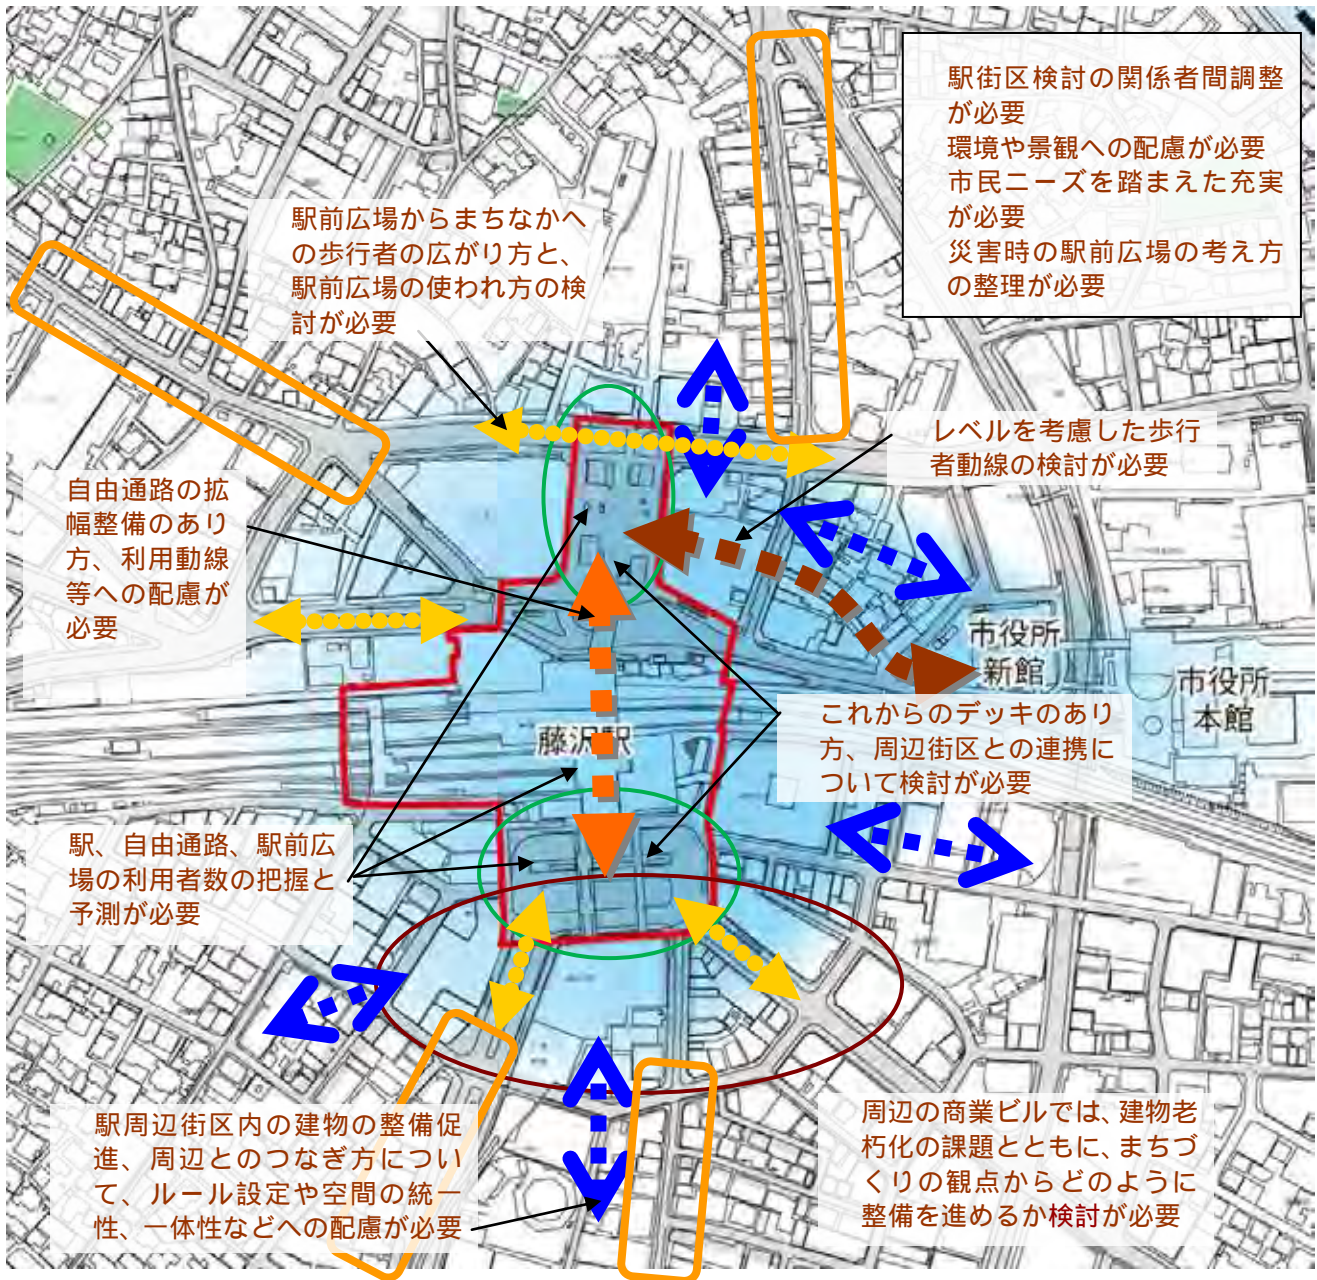 駅街区検討の関係者間調整
が必要
環境や景観への配慮が必要
市民ニーズを踏まえた充実
が必要
災害時の駅前広場の考え方
の整理が必要
駅前広場からまちなかへ
の歩行者の広がり方と、
駅前広場の使われ方の検
討が必要
レベルを考慮した歩行
者動線の検討が必要
自由通路の拡
幅整備のあり
方、利用動線
等への配慮が
必要
市役所
新館
市役所
本館
これからのデッキのあり
方、周辺街区との連携に
ついて検討が必要
藤沢駅
駅、自由通路、駅前広
場の利用者数の把握と
予測が必要
駅周辺街区内の建物の整備促
進、周辺とのつなぎ方につい
て、ルール設定や空間の統一
性、一体性などへの配慮が必要
周辺の商業ビルでは、建物老
朽化の課題とともに、まちづ
くりの観点からどのように
整備を進めるか検討が必要